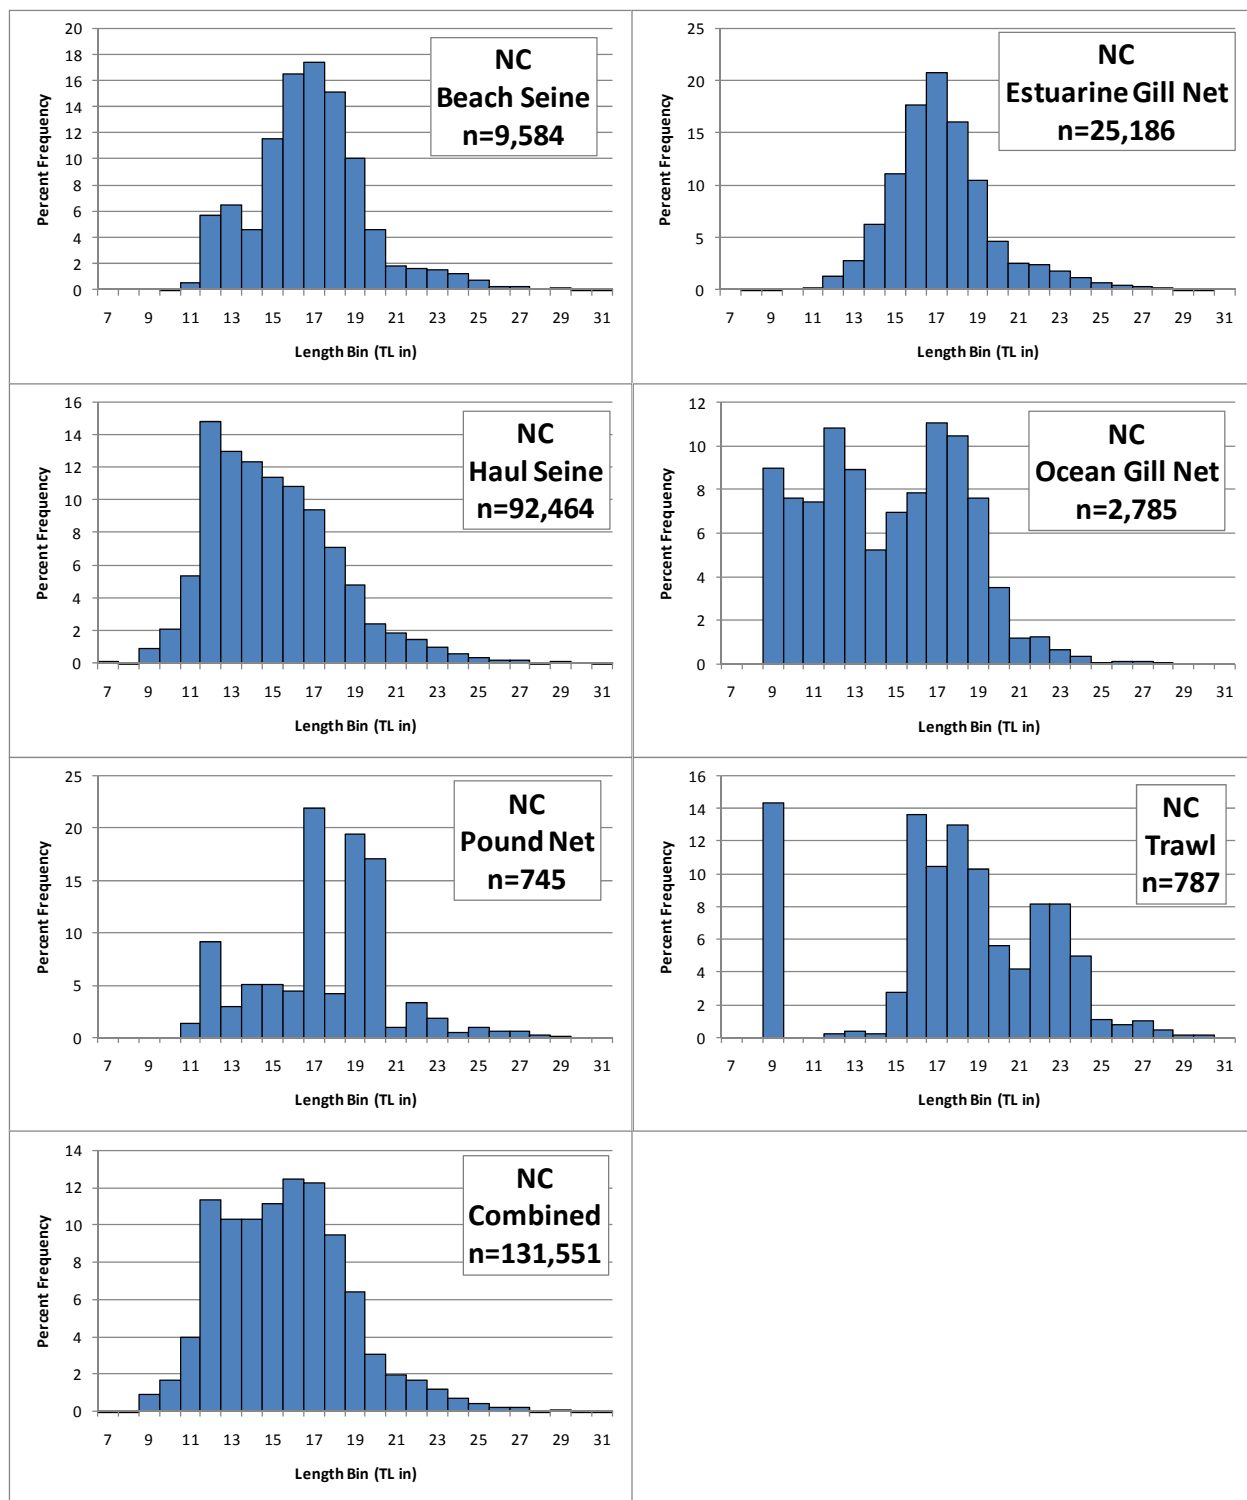 20
18
16
14
12
10
8
6
4
2
0
Percent Frequency
NC
Beach Seine
n=9,584
7 9 11 13 15 17 19 21 23 25 27 29 31
Length Bin (TL in)
25
20
15
10
5
0
Percent Frequency
NC
Estuarine Gill Net
n=25,186
7 9 11 13 15 17 19 21 23 25 27 29 31
Length Bin (TL in)
16
14
12
10
8
6
4
2
0
Percent Frequency
NC
Haul Seine
n=92,464
7 9 11 13 15 17 19 21 23 25 27 29 31
Length Bin (TL in)
12
10
8
6
4
2
0
Percent Frequency
NC
Ocean Gill Net
n=2,785
7 9 11 13 15 17 19 21 23 25 27 29 31
Length Bin (TL in)
25
20
15
10
5
0
Percent Frequency
NC
Pound Net
n=745
7 9 11 13 15 17 19 21 23 25 27 29 31
Length Bin (TL in)
16
14
12
10
8
6
4
2
0
Percent Frequency
NC
Trawl
n=787
7 9 11 13 15 17 19 21 23 25 27 29 31
Length Bin (TL in)
14
12
10
8
6
4
2
0
Percent Frequency
NC
Combined
n=131,551
7 9 11 13 15 17 19 21 23 25 27 29 31
Length Bin (TL in)